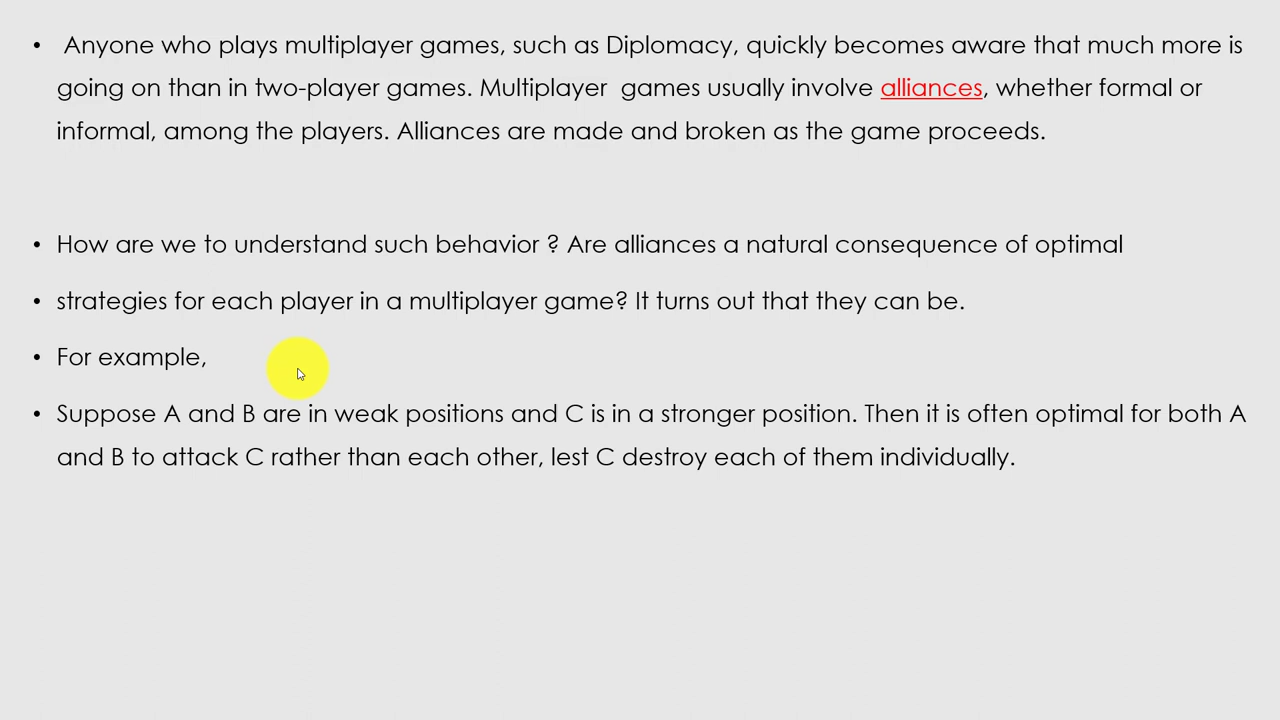 • Anyone who plays multiplayer games, such as Diplomacy, quickly becomes aware that much more is
going on than in two-player games. Multiplayer games usually involve alliances, whether formal or
informal, among the players. Alliances are made and broken as the game proceeds.
• How are we to understand such behavior ? Are alliances a natural consequence of optimal
• strategies for each player in a multiplayer game? It turns out that they can be.
• For example,
• Suppose A and B are in weak positions and C is in a stronger position. Then it is often optimal for both A
and B to attack C rather than each other, lest C destroy each of them individually.